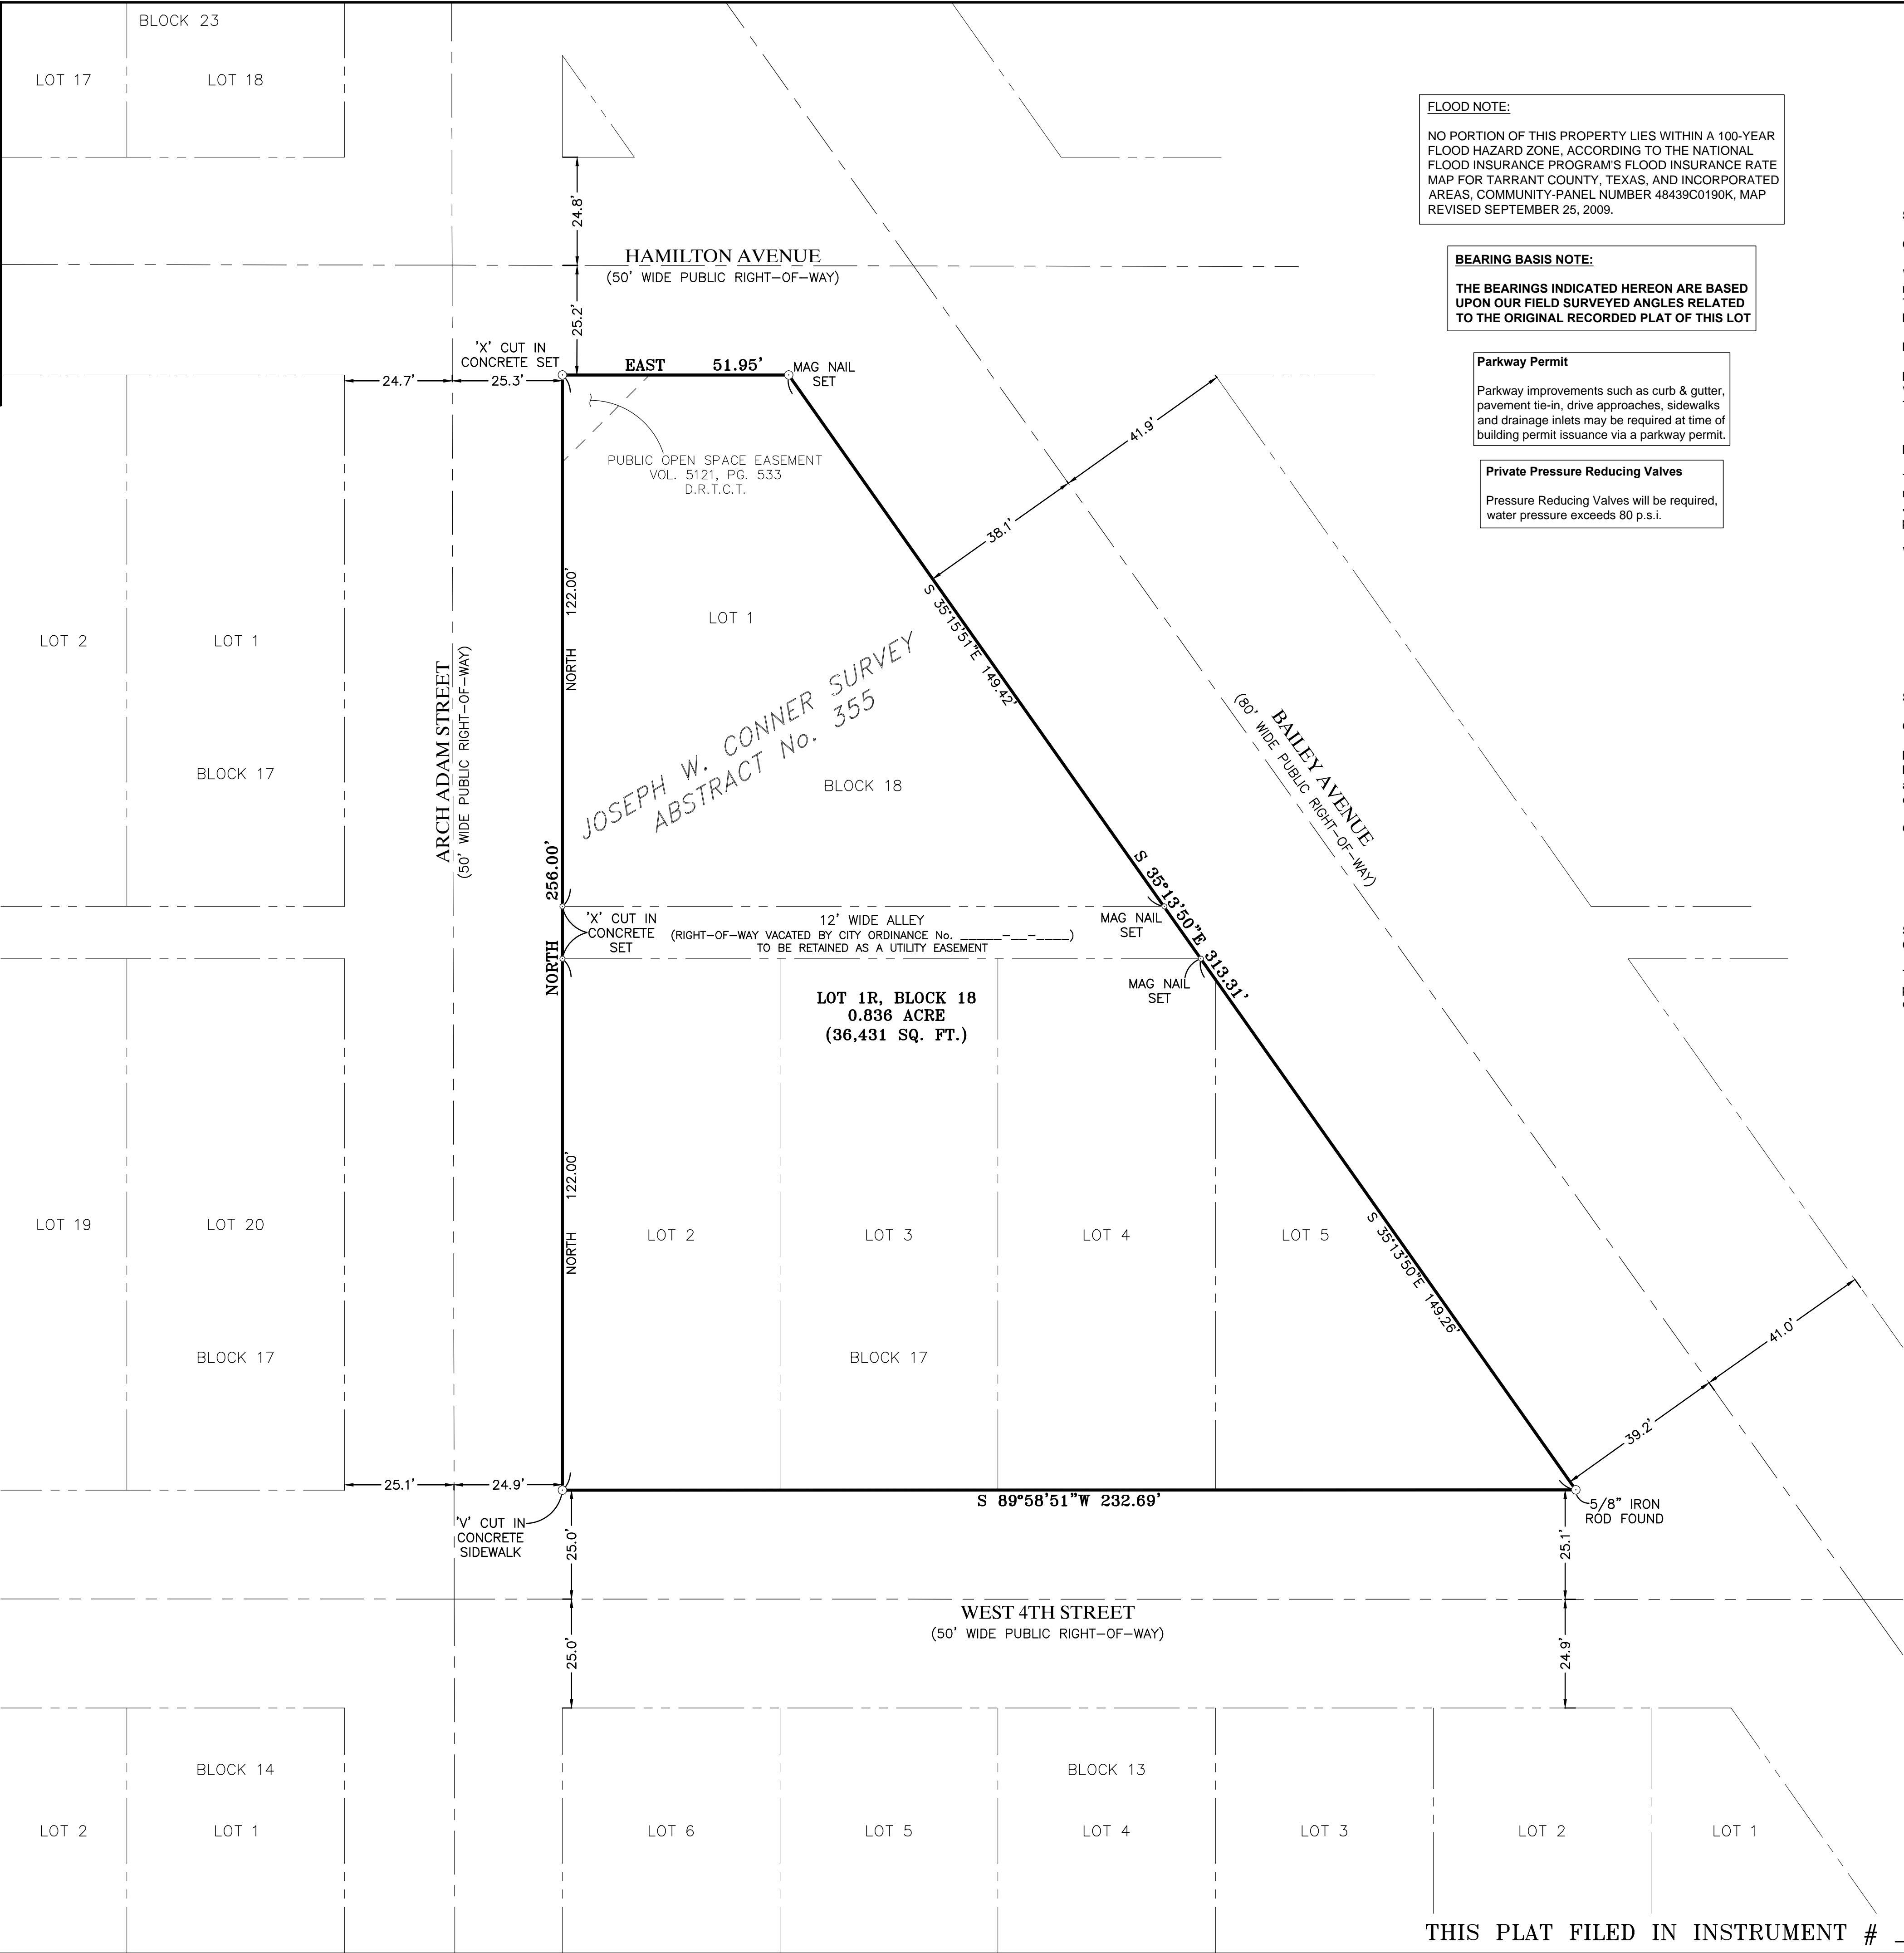 BLOCK 23
LOT 17
LOT 18
24.8'
HAMILTON AVENUE
(50' WIDE PUBLIC RIGHT-OF-WAY)
25.2'
FLOOD NOTE:
NO PORTION OF THIS PROPERTY LIES WITHIN A 100-YEAR
FLOOD HAZARD ZONE, ACCORDING TO THE NATIONAL
FLOOD INSURANCE PROGRAM'S FLOOD INSURANCE RATE
MAP FOR TARRANT COUNTY, TEXAS, AND INCORPORATED
AREAS, COMMUNITY-PANEL NUMBER 48439C0190K, MAP
REVISED SEPTEMBER 25, 2009.
BEARING BASIS NOTE:
THE BEARINGS INDICATED HEREON ARE BASED
UPON OUR FIELD SURVEYED ANGLES RELATED
TO THE ORIGINAL RECORDED PLAT OF THIS LOT
Parkway Permit
Parkway improvements such as curb & gutter,
pavement tie-in, drive approaches, sidewalks
and drainage inlets may be required at time of
building permit issuance via a parkway permit.
Private Pressure Reducing Valves
Pressure Reducing Valves will be required,
water pressure exceeds 80 p.s.i.
'X' CUT IN
CONCRETE SET
24.7'
25.3'
EAST 51.95'
MAG NAIL
SET
PUBLIC OPEN SPACE EASEMENT
VOL. 5121, PG. 533
D.R.T.C.T.
41.9'
38.1'
LOT 2
LOT 1
BLOCK 17
ARCH ADAM STREET
(50' WIDE PUBLIC RIGHT-OF-WAY)
NORTH 122.00'
LOT 1
S 35°15'51"E 149.42'
JOSEPH W. CONNER SURVEY
ABSTRACT No. 355
BLOCK 18
BAILEY AVENUE
(80' WIDE PUBLIC RIGHT-OF-WAY)
NORTH 256.00'
S 35°13'50"E 313.31'
'X' CUT IN
CONCRETE
SET
12' WIDE ALLEY
(RIGHT-OF-WAY VACATED BY CITY ORDINANCE No. _____-__-____)
TO BE RETAINED AS A UTILITY EASEMENT
MAG NAIL
SET
MAG NAIL
SET
LOT 1R, BLOCK 18
0.836 ACRE
(36,431 SQ. FT.)
LOT 19
LOT 20
BLOCK 17
NORTH 122.00'
LOT 2
LOT 3
LOT 4
LOT 5
BLOCK 17
S 35°13'50"E 149.26'
41.0'
39.2'
25.1'
24.9'
S 89°58'51"W 232.69'
5/8" IRON
ROD FOUND
'V' CUT IN
CONCRETE
SIDEWALK
25.0'
25.1'
WEST 4TH STREET
(50' WIDE PUBLIC RIGHT-OF-WAY)
25.0'
24.9'
BLOCK 14
BLOCK 13
LOT 2
LOT 1
LOT 6
LOT 5
LOT 4
LOT 3
LOT 2
LOT 1
THIS PLAT FILED IN INSTRUMENT # _